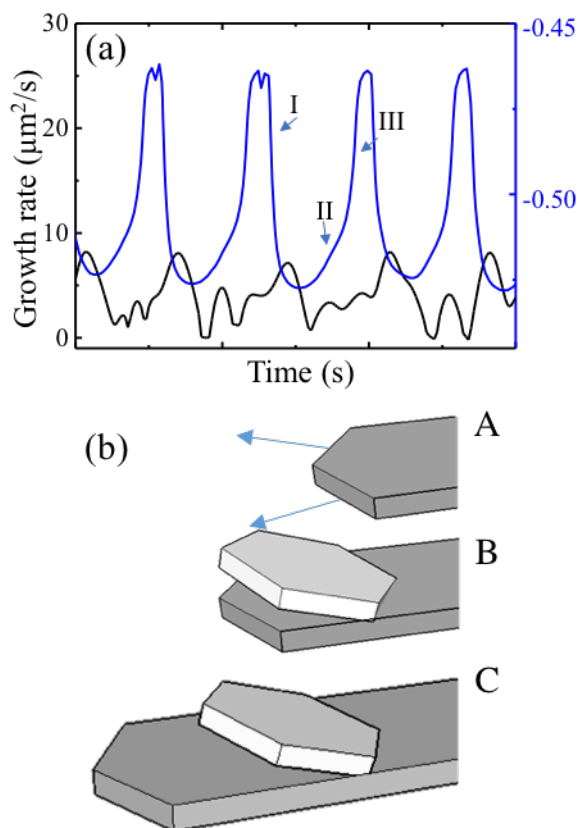 (a)
Growth rate (μm²/s)
30
20
10
0
-0.45
-0.50
I
II
III
Time (s)
(b)
A
B
C